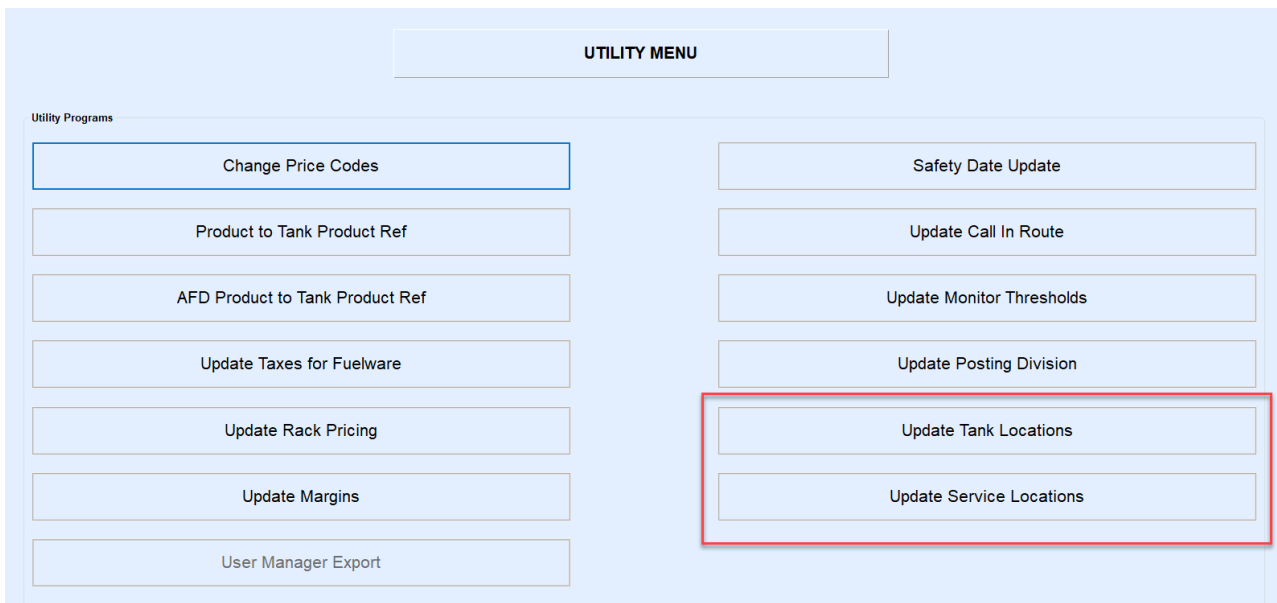 UTILITY MENU
Utility Programs
Change Price Codes
Safety Date Update
Product to Tank Product Ref
Update Call In Route
AFD Product to Tank Product Ref
Update Monitor Thresholds
Update Taxes for Fuelware
Update Posting Division
Update Rack Pricing
Update Tank Locations
Update Margins
Update Service Locations
User Manager Export